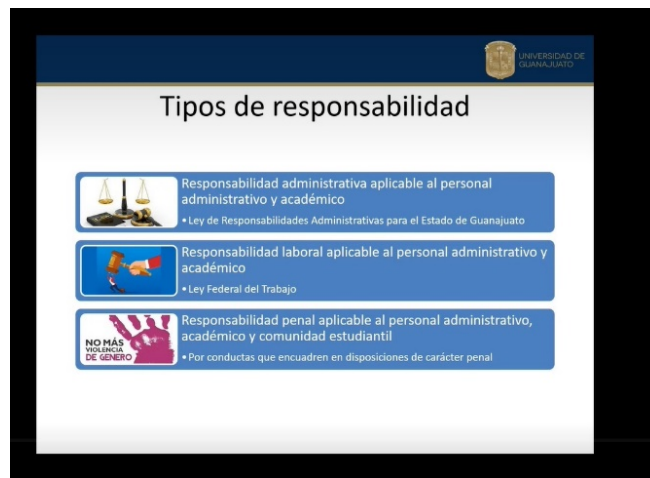 UNIVERSIDAD DE
GUANAJUATO
Tipos de responsabilidad
Responsabilidad administrativa aplicable al personal
administrativo y académico
• Ley de Responsabilidades Administrativas para el Estado de Guanajuato
Responsabilidad laboral aplicable al personal administrativo y
académico
• Ley Federal del Trabajo
NO MÁS
VIOLENCIA
DE GENERO
Responsabilidad penal aplicable al personal administrativo,
académico y comunidad estudiantil
• Por conductas que encuadren en disposiciones de carácter penal